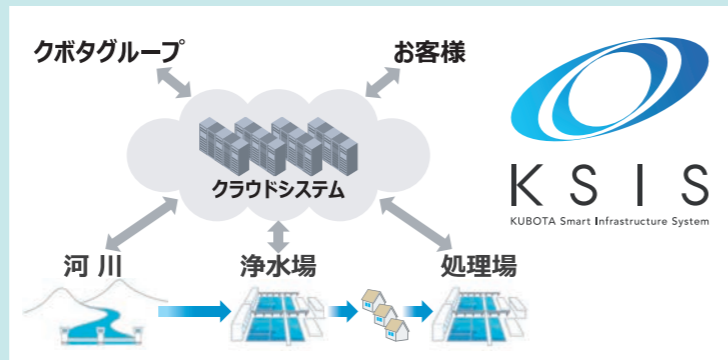 クボタグループ
お客様
クラウドシステム
KSIS
KUBOTA Smart Infrastructure System
河 川
浄水場
処理場